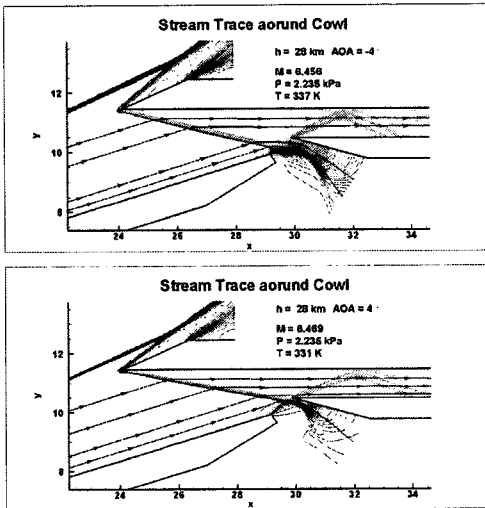 Stream Trace aorund Cowl
h = 28 km AOA = -4
M = 6.456
P = 2.235 kPa
T = 337 K
12
y
10
8
24 26 28 30 32 34
x
Stream Trace aorund Cowl
h = 28 km AOA = 4
M = 6.469
P = 2.235 kPa
T = 331 K
12
y
10
8
24 26 28 30 32 34
x